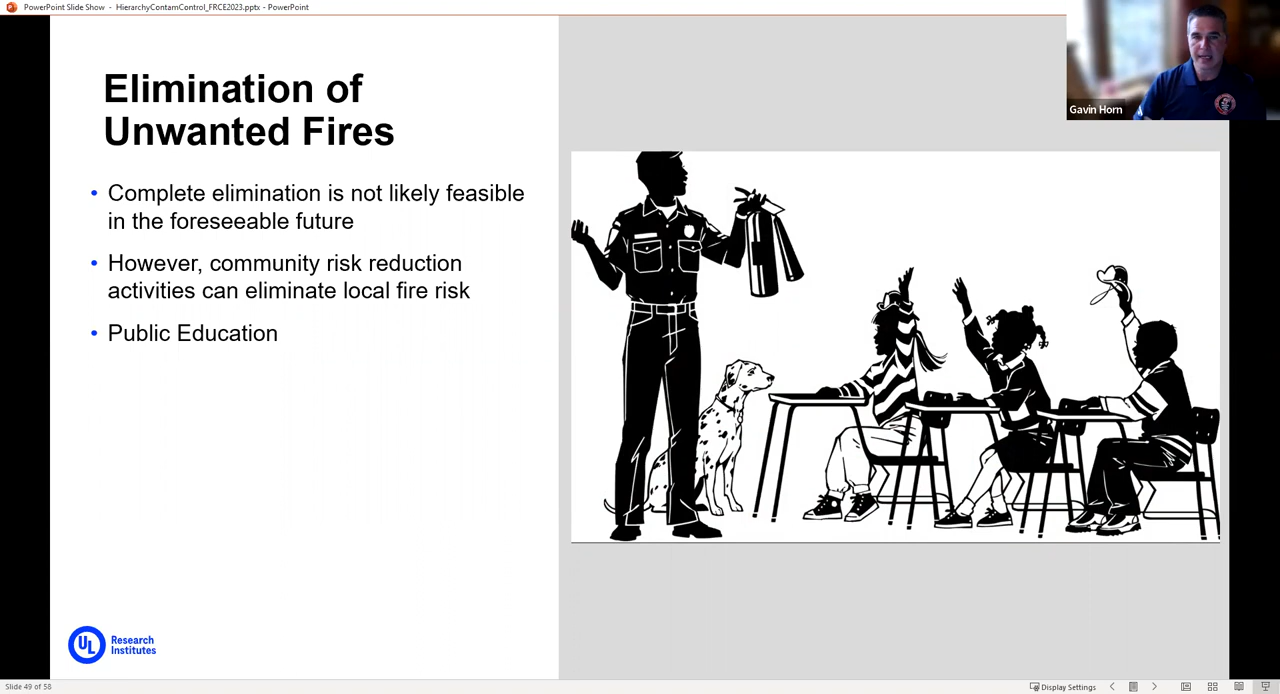 PowerPoint Slide Show - HierarchyContamControl_FRCE2023.pptx - PowerPoint
Gavin Horn
Elimination of
Unwanted Fires
• Complete elimination is not likely feasible
in the foreseeable future
• However, community risk reduction
activities can eliminate local fire risk
• Public Education
UL
Research
Institutes
Slide 49 of 58
Display Settings